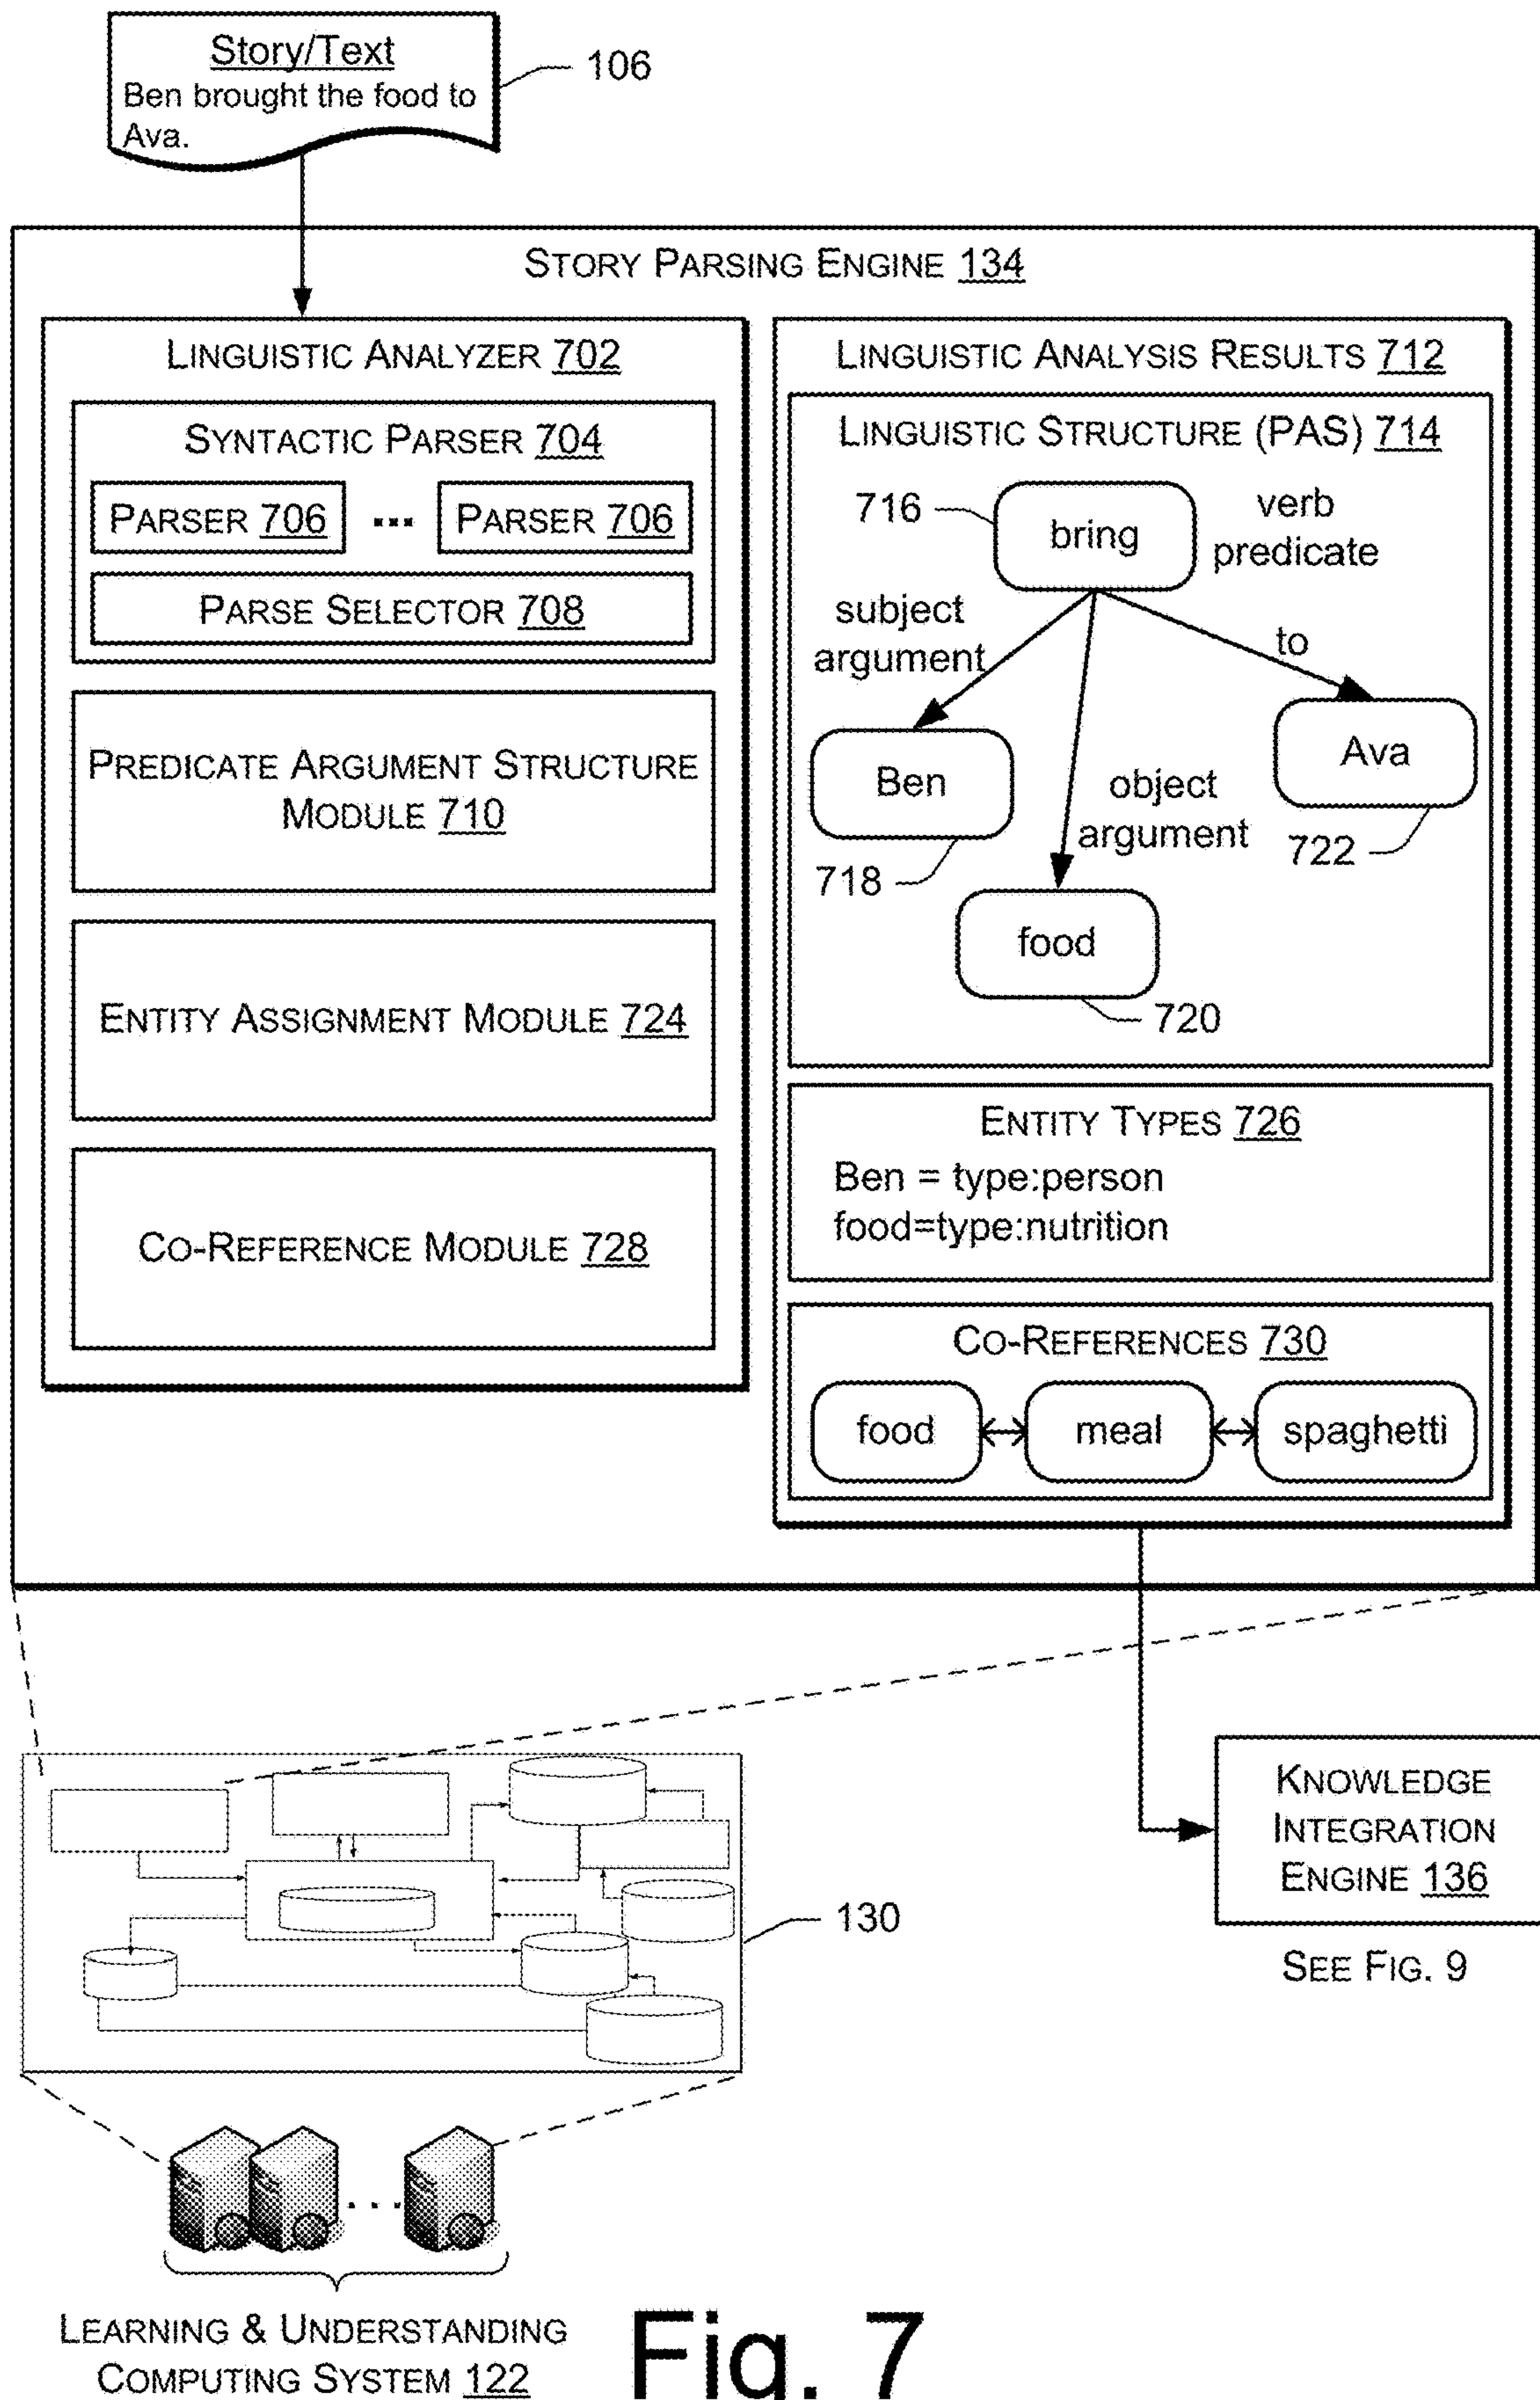 Story/Text
Ben brought the food to
Ava.
106
STORY PARSING ENGINE 134
LINGUISTIC ANALYZER 702
SYNTACTIC PARSER 704
PARSER 706 ... PARSER 706
PARSE SELECTOR 708
PREDICATE ARGUMENT STRUCTURE
MODULE 710
ENTITY ASSIGNMENT MODULE 724
CO-REFERENCE MODULE 728
LINGUISTIC ANALYSIS RESULTS 712
LINGUISTIC STRUCTURE (PAS) 714
716
bring
verb
predicate
subject
argument
to
Ben
718
object
argument
Ava
722
food
720
ENTITY TYPES 726
Ben = type:person
food=type:nutrition
CO-REFERENCES 730
food
meal
spaghetti
KNOWLEDGE
INTEGRATION
ENGINE 136
SEE FIG. 9
130
...
LEARNING & UNDERSTANDING
COMPUTING SYSTEM 122
Fig. 7